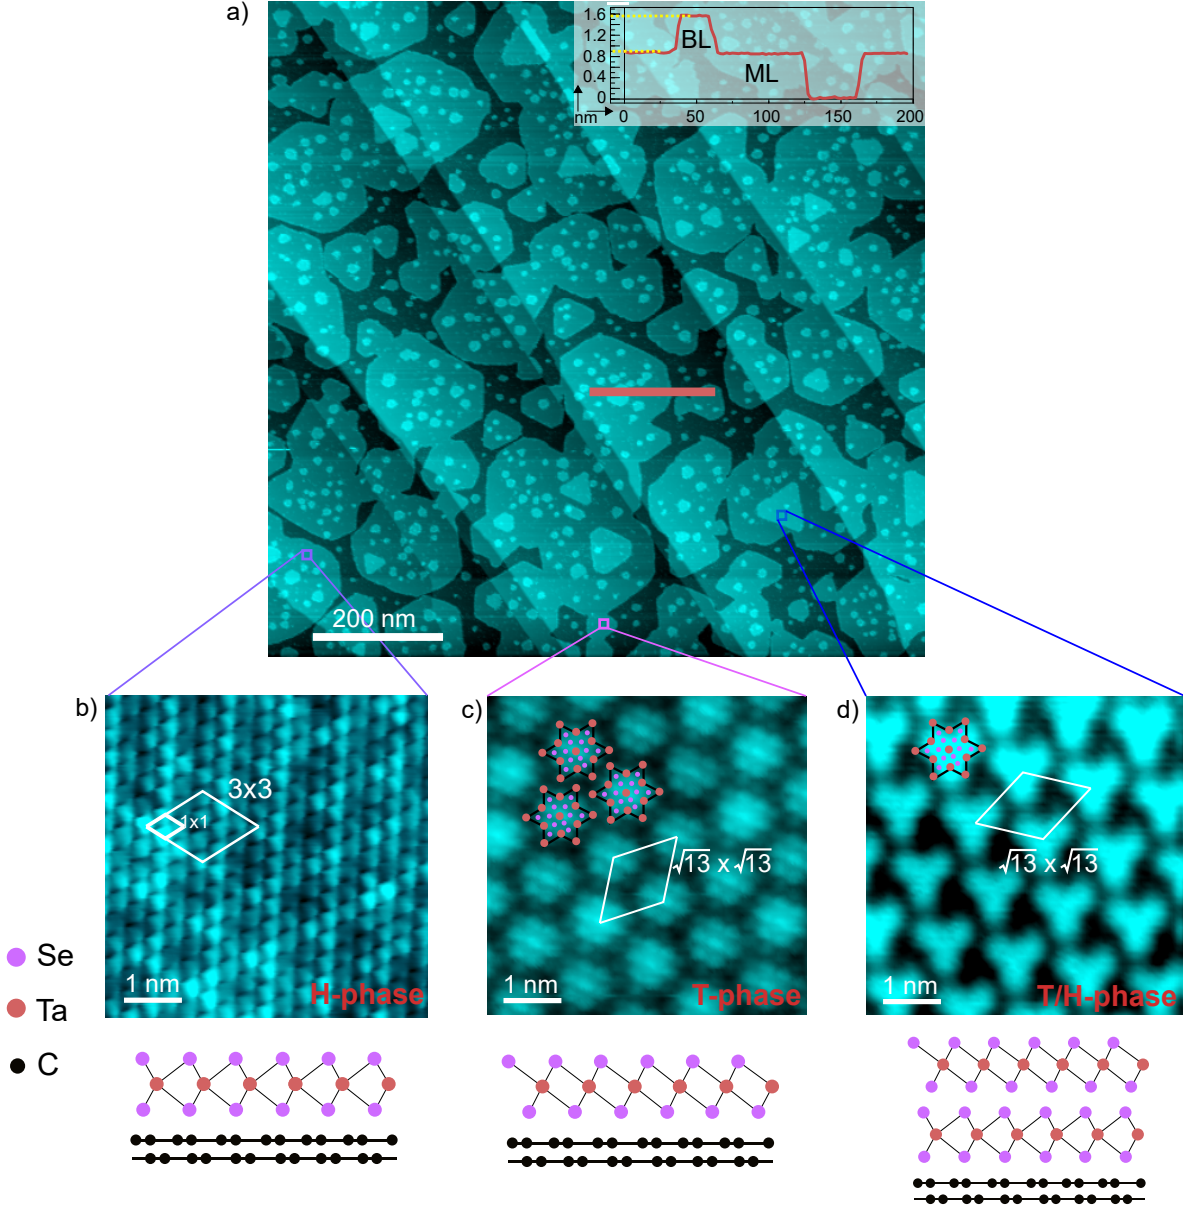 a)
1.6
BL
0.8
ML
0.4
0
nm
0
50
100
150
200
1.2
200 nm
b)
3x3
1x1
1 nm
H-phase
c)
√13 x √13
1 nm
T-phase
d)
√13 x √13
1 nm
T/H-phase
Se
Ta
C